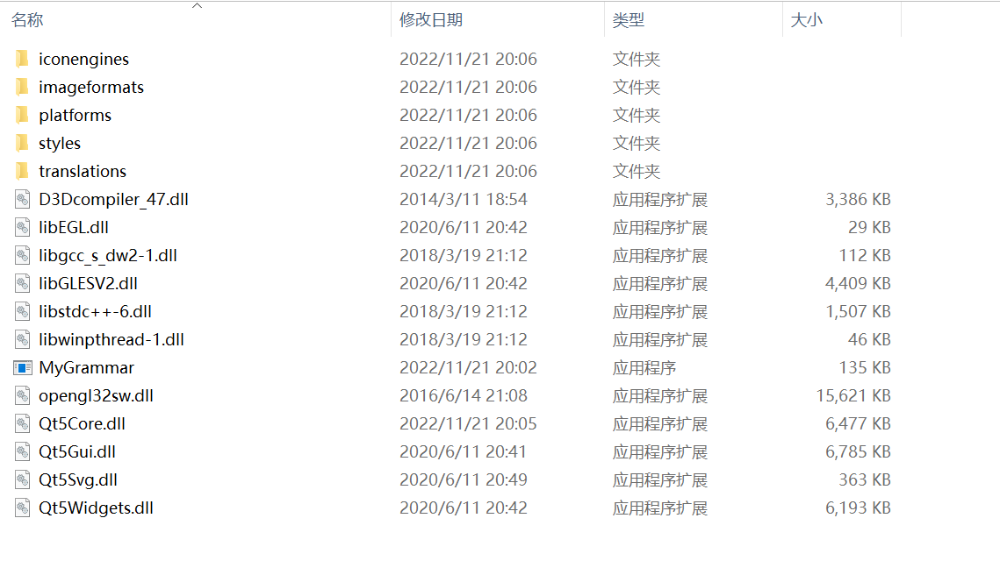 名称 修改日期 类型 大小
iconengines 2022/11/21 20:06 文件夹
imageformats 2022/11/21 20:06 文件夹
platforms 2022/11/21 20:06 文件夹
styles 2022/11/21 20:06 文件夹
translations 2022/11/21 20:06 文件夹
D3Dcompiler_47.dll 2014/3/11 18:54 应用程序扩展 3,386 KB
libEGL.dll 2020/6/11 20:42 应用程序扩展 29 KB
libgcc_s_dw2-1.dll 2018/3/19 21:12 应用程序扩展 112 KB
libGLESV2.dll 2020/6/11 20:42 应用程序扩展 4,409 KB
libstdc++-6.dll 2018/3/19 21:12 应用程序扩展 1,507 KB
libwinpthread-1.dll 2018/3/19 21:12 应用程序扩展 46 KB
MyGrammar 2022/11/21 20:02 应用程序 135 KB
opengl32sw.dll 2016/6/14 21:08 应用程序扩展 15,621 KB
Qt5Core.dll 2022/11/21 20:05 应用程序扩展 6,477 KB
Qt5Gui.dll 2020/6/11 20:41 应用程序扩展 6,785 KB
Qt5Svg.dll 2020/6/11 20:49 应用程序扩展 363 KB
Qt5Widgets.dll 2020/6/11 20:42 应用程序扩展 6,193 KB